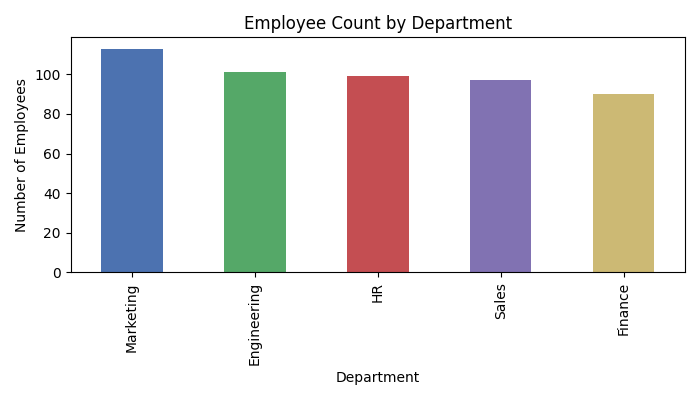 Employee Count by Department
Number of Employees
100
80
60
40
20
0
Marketing
Engineering
HR
Sales
Finance
Department